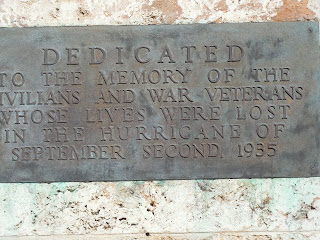 DEDICATED
TO THE MEMORY OF THE
IVILIANS AND WAR VETERANS
WHOSE LIVES WERE LOST
IN THE HURRICANE OF
SEPTEMBER SECOND, 1935